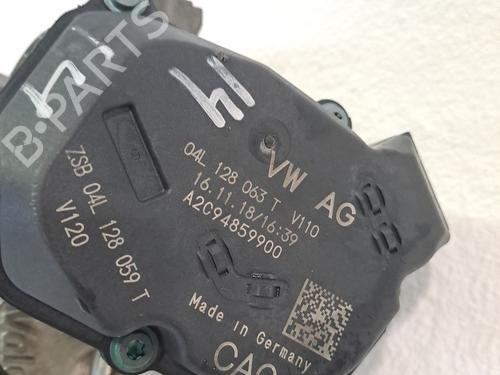 B-PARTS
VW AG
04L 128 063 T V110
16.11.18/16:39
A2C94859900
ZSB 04L 128 059 T
V120
Made in Germany